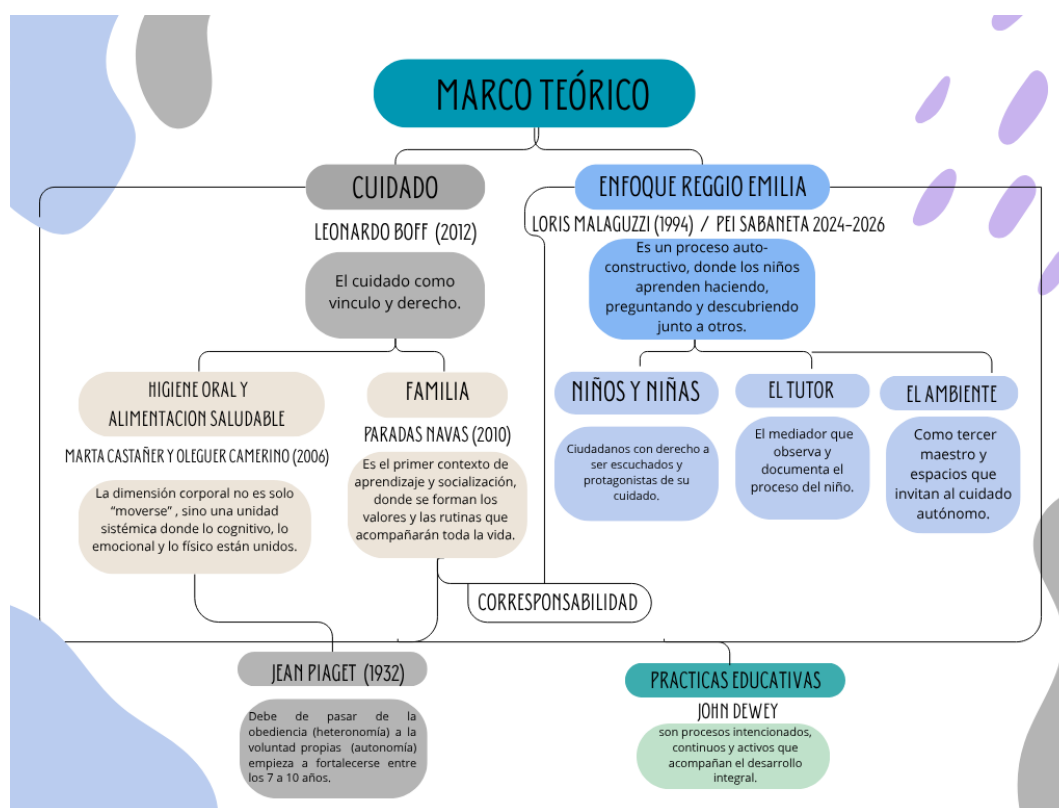 MARCO TEÓRICO
CUIDADO
LEONARDO BOFF (2012)
El cuidado como
vinculo y derecho.
ENFOQUE REGGIO EMILIA
LORIS MALAGUZZI (1994) / PEI SABANETA 2024-2026
Es un proceso auto-
constructivo, donde los niños
aprenden haciendo,
preguntando y descubriendo
junto a otros.
HIGIENE ORAL Y
ALIMENTACION SALUDABLE
MARTA CASTAÑER Y OLEGUER CAMERINO (2006)
La dimensión corporal no es solo
“moverse” , sino una unidad
sistémica donde lo cognitivo, lo
emocional y lo físico están unidos.
FAMILIA
PARADAS NAVAS (2010)
Es el primer contexto de
aprendizaje y socialización,
donde se forman los
valores y las rutinas que
acompañarán toda la vida.
NIÑOS Y NIÑAS
Ciudadanos con derecho a
ser escuchados y
protagonistas de su
cuidado.
EL TUTOR
El mediador que
observa y
documenta el
proceso del niño.
EL AMBIENTE
Como tercer
maestro y
espacios que
invitan al cuidado
autónomo.
CORRESPONSABILIDAD
JEAN PIAGET (1932)
Debe de pasar de la
obediencia (heteronomía) a la
voluntad propias (autonomía)
empieza a fortalecerse entre
los 7 a 10 años.
PRACTICAS EDUCATIVAS
JOHN DEWEY
son procesos intencionados,
continuos y activos que
acompañan el desarrollo
integral.